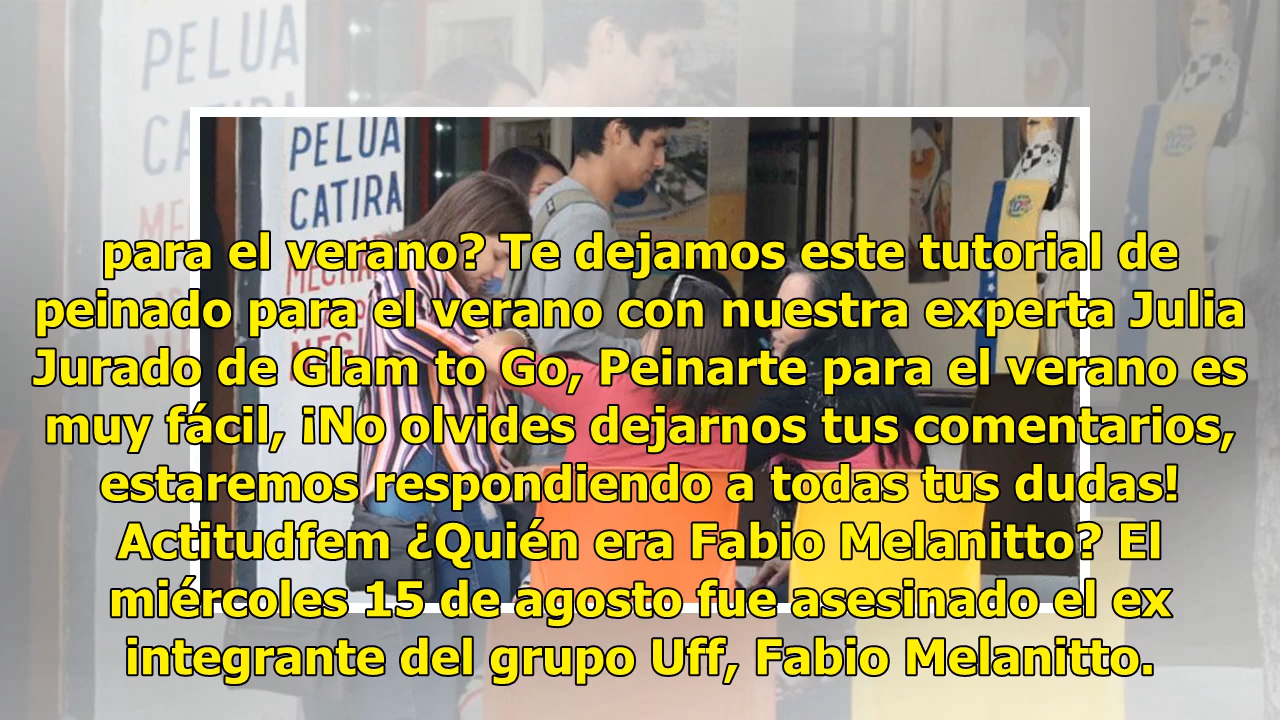 PELUA
CATIRA
PELUA
CATIRA
para el verano? Te dejamos este tutorial de
peinado para el verano con nuestra experta Julia
Jurado de Glam to Go, Peinarte para el verano es
muy fácil, ¡No olvides dejarnos tus comentarios,
estaremos respondiendo a todas tus dudas!
Actitudfem ¿Quién era Fabio Melanitto? El
miércoles 15 de agosto fue asesinado el ex
integrante del grupo Uff, Fabio Melanitto.